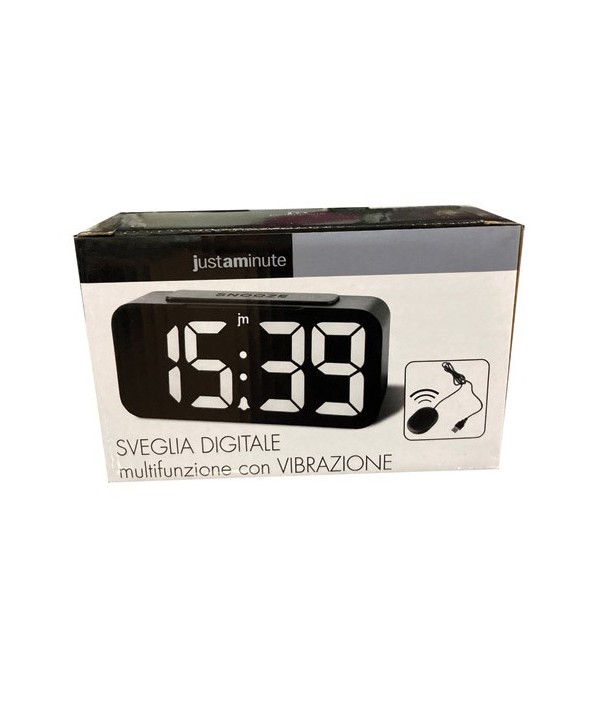 justaminute
SNOOZE
jm
15:39
SVEGLIA DIGITALE
multifunzione con VIBRAZIONE